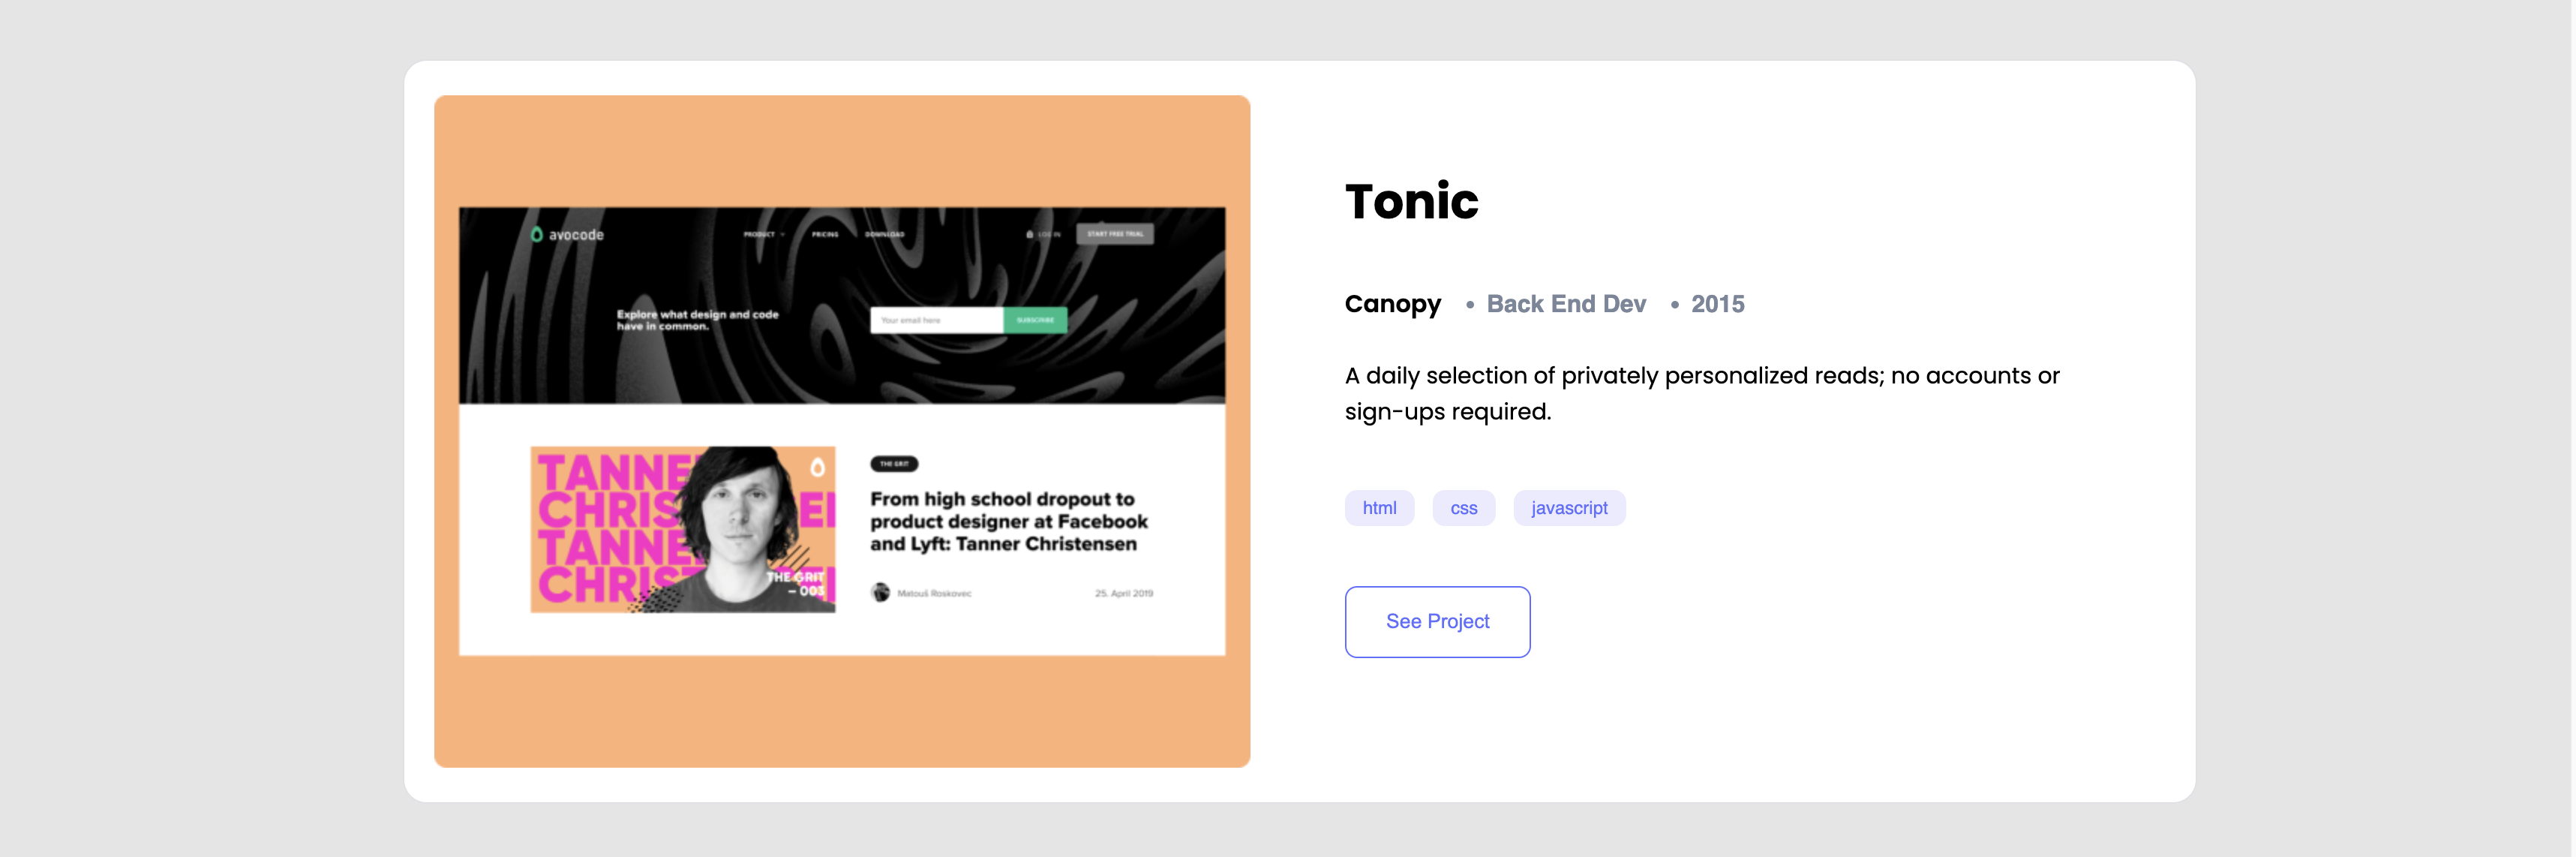 avocode
PRODUCT
PRICING
DOWNLOAD
LOG IN
START FREE TRIAL
Explore what design and code
have in common.
Your email here
SUBSCRIBE
TANNE
CHRIS
TANNE
CHRIST
THE GRIT
– 003
THE GRIT
From high school dropout to
product designer at Facebook
and Lyft: Tanner Christensen
Matouš Roskovec
25. April 2019
Tonic
Canopy • Back End Dev • 2015
A daily selection of privately personalized reads; no accounts or
sign-ups required.
html css javascript
See Project